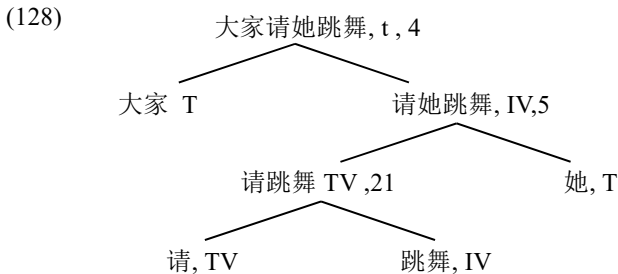 (128)
大家请她跳舞, t , 4
大家 T 请她跳舞, IV,5
请跳舞 TV ,21 她, T
请, TV 跳舞, IV